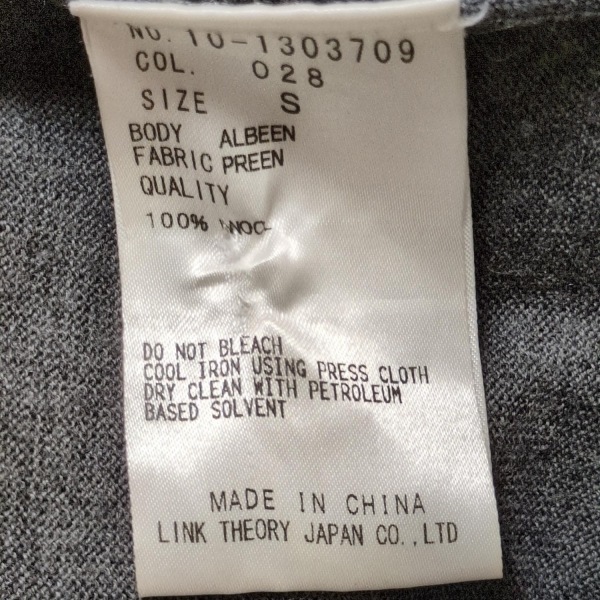 NO. 10-1303709
COL. 028
SIZE S
BODY ALBEEN
FABRIC PREEN
QUALITY
100% WOOL
DO NOT BLEACH
COOL IRON USING PRESS CLOTH
DRY CLEAN WITH PETROLEUM
BASED SOLVENT
MADE IN CHINA
LINK THEORY JAPAN CO.,LTD